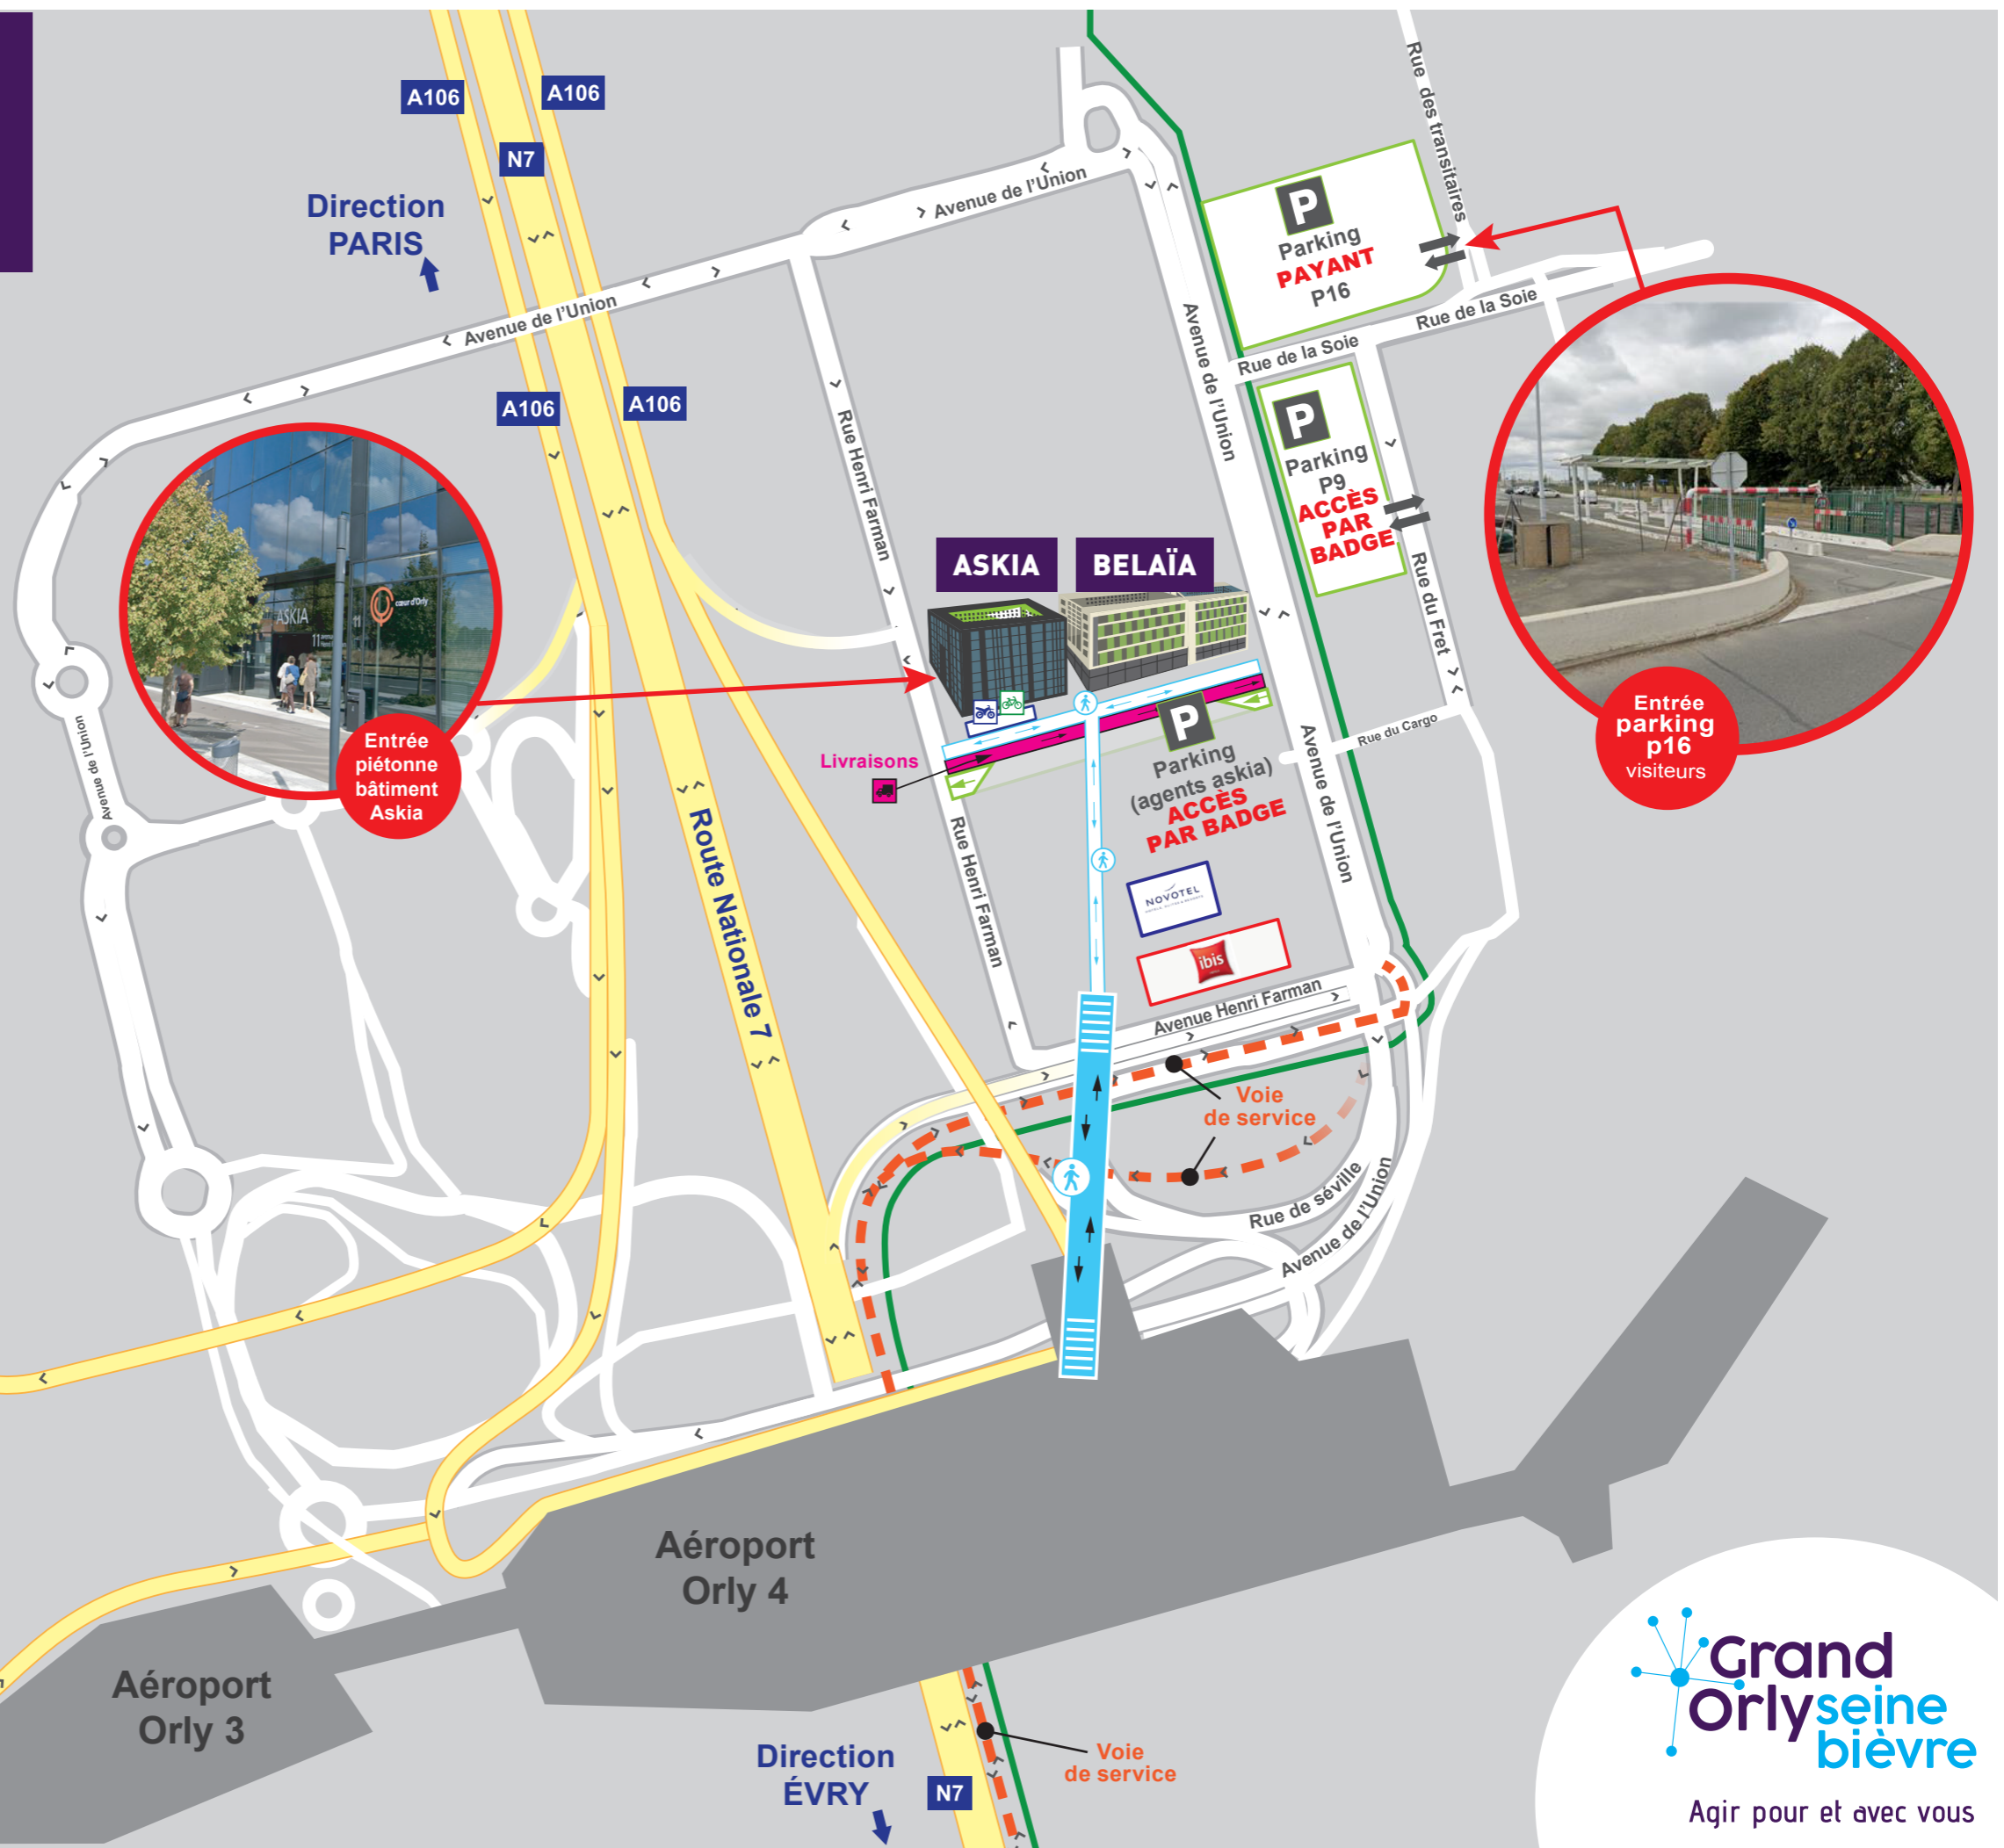 A106
A106
N7
Direction
PARIS
Avenue de l'Union
Avenue de l'Union
Rue des transitaires
P
Parking
PAYANT
P16
Rue de la Soie
Rue de la Soie
Avenue de l'Union
A106
A106
Rue Henri Farman
P
Parking
P9
ACCÈS
PAR
BADGE
Rue du Fret
ASKIA
BELAÏA
ASKIA
11
cœur d'Orly
Entrée
piétonne
bâtiment
Askia
Entrée
parking
p16
visiteurs
Avenue de l'Union
Livraisons
P
Parking
(agents askia)
ACCÈS
PAR BADGE
Rue du Cargo
Avenue de l'Union
Route Nationale 7
Rue Henri Farman
NOVOTEL
ibis
Avenue Henri Farman
Voie
de service
Rue de séville
Avenue de l'Union
Aéroport
Orly 4
Aéroport
Orly 3
Direction
ÉVRY
N7
Voie
de service
Grand
Orly seine
bièvre
Agir pour et avec vous